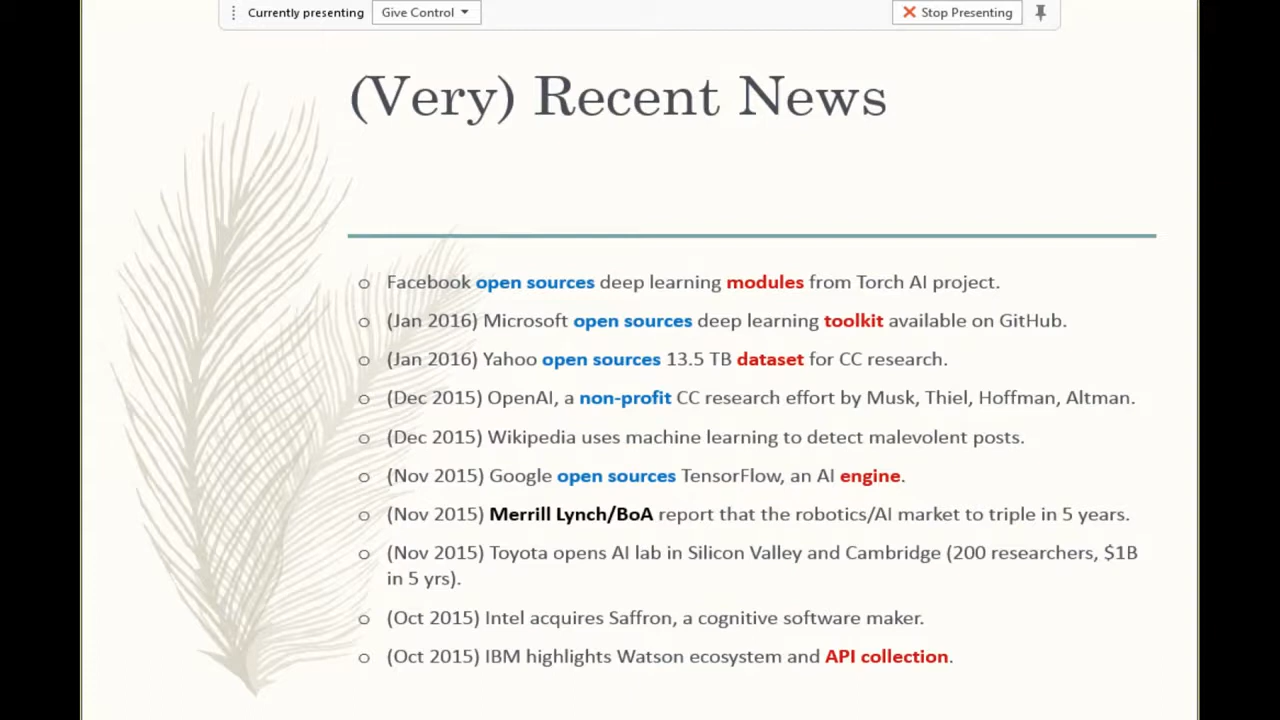 Currently presenting Give Control Stop Presenting
(Very) Recent News
o Facebook open sources deep learning modules from Torch AI project.
o (Jan 2016) Microsoft open sources deep learning toolkit available on GitHub.
o (Jan 2016) Yahoo open sources 13.5 TB dataset for CC research.
o (Dec 2015) OpenAI, a non-profit CC research effort by Musk, Thiel, Hoffman, Altman.
o (Dec 2015) Wikipedia uses machine learning to detect malevolent posts.
o (Nov 2015) Google open sources TensorFlow, an AI engine.
o (Nov 2015) Merrill Lynch/BoA report that the robotics/AI market to triple in 5 years.
o (Nov 2015) Toyota opens AI lab in Silicon Valley and Cambridge (200 researchers, $1B
in 5 yrs).
o (Oct 2015) Intel acquires Saffron, a cognitive software maker.
o (Oct 2015) IBM highlights Watson ecosystem and API collection.